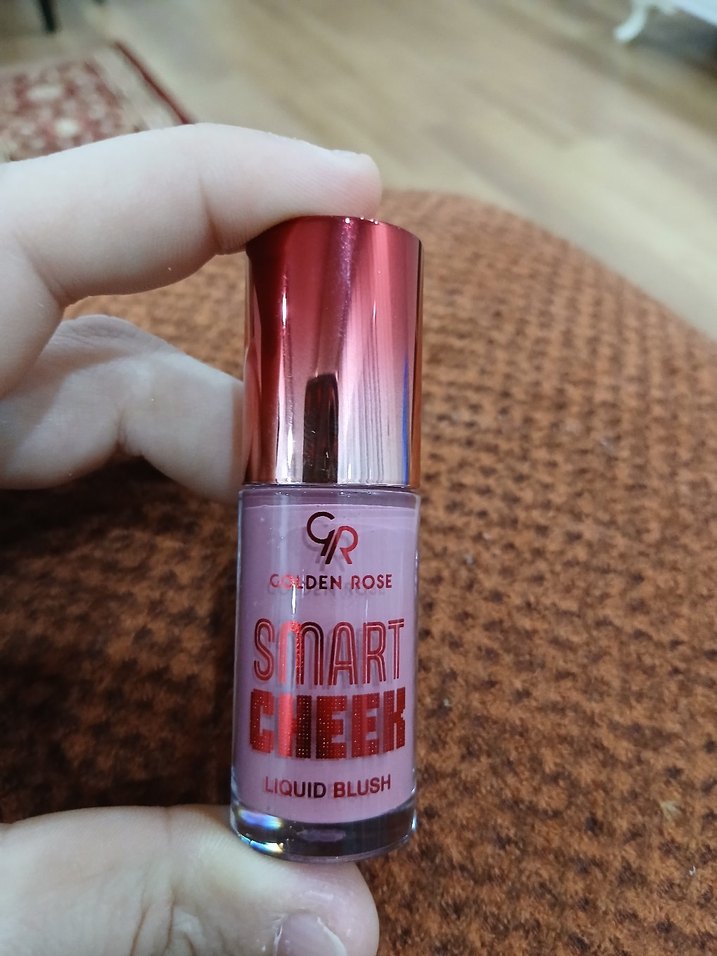 GR
GOLDEN ROSE
SMART
CHEEK
LIQUID BLUSH